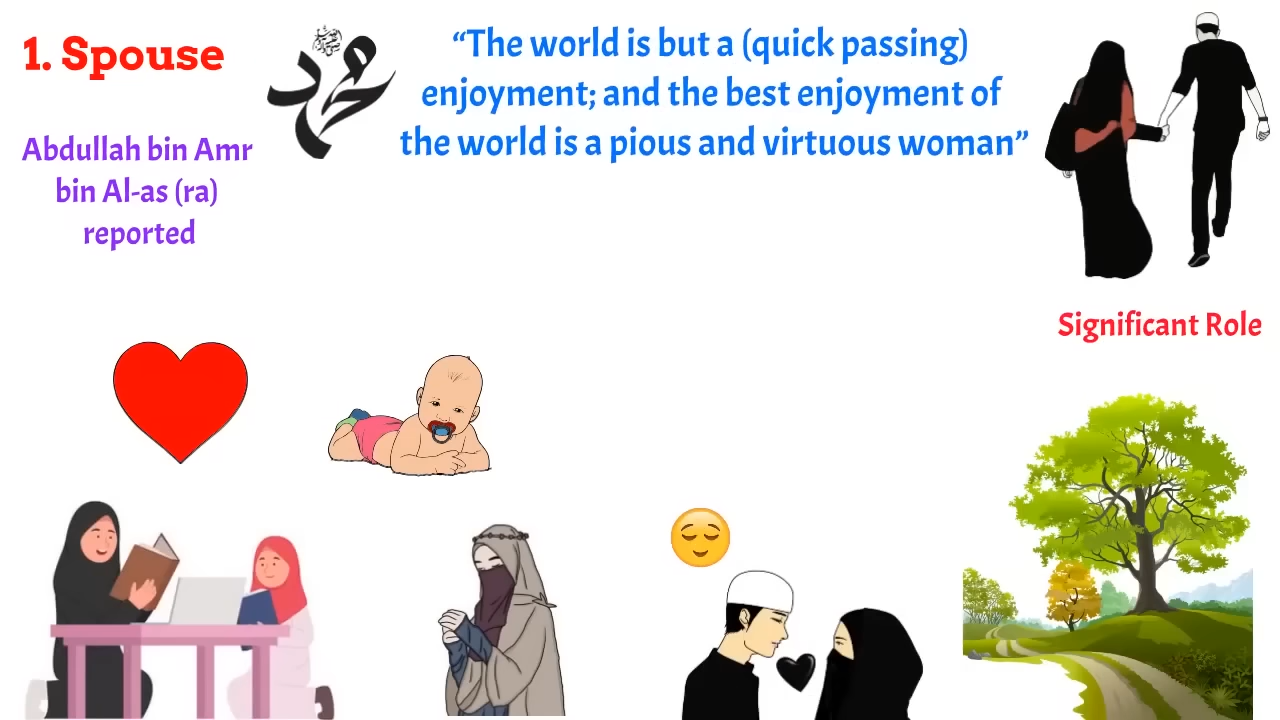 1. Spouse
Abdullah bin Amr
bin Al-as (ra)
reported
محمد
“The world is but a (quick passing)
enjoyment; and the best enjoyment of
the world is a pious and virtuous woman”
Significant Role